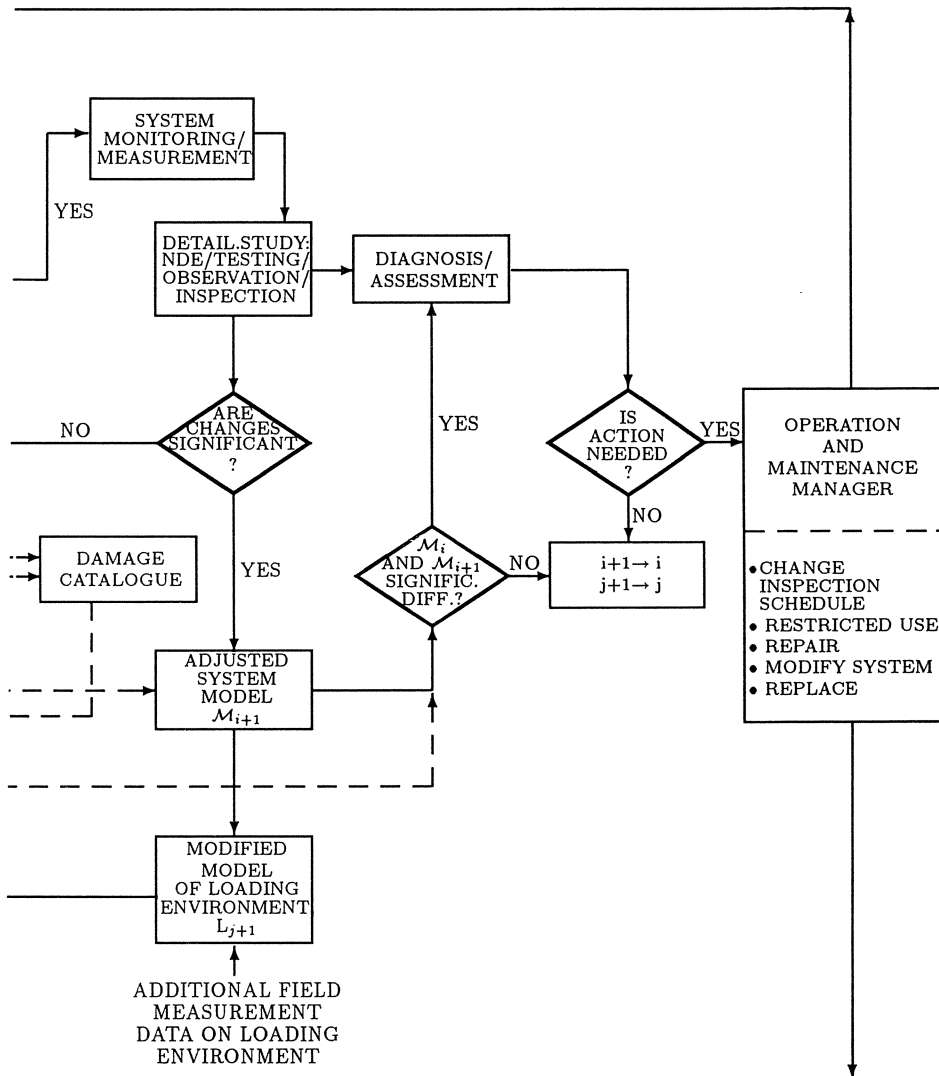 SYSTEM
MONITORING/
MEASUREMENT
YES
DETAIL.STUDY:
NDE/TESTING/
OBSERVATION/
INSPECTION
DIAGNOSIS/
ASSESSMENT
ARE
CHANGES
SIGNIFICANT
?
NO
YES
IS
ACTION
NEEDED
?
YES
NO
OPERATION
AND
MAINTENANCE
MANAGER
DAMAGE
CATALOGUE
YES
ℳᵢ
AND ℳᵢ₊₁
SIGNIFIC.
DIFF.?
NO
i+1→ i
j+1→ j
• CHANGE
INSPECTION
SCHEDULE
• RESTRICTED USE
• REPAIR
• MODIFY SYSTEM
• REPLACE
ADJUSTED
SYSTEM
MODEL
ℳᵢ₊₁
MODIFIED
MODEL
OF LOADING
ENVIRONMENT
Lⱼ₊₁
ADDITIONAL FIELD
MEASUREMENT
DATA ON LOADING
ENVIRONMENT